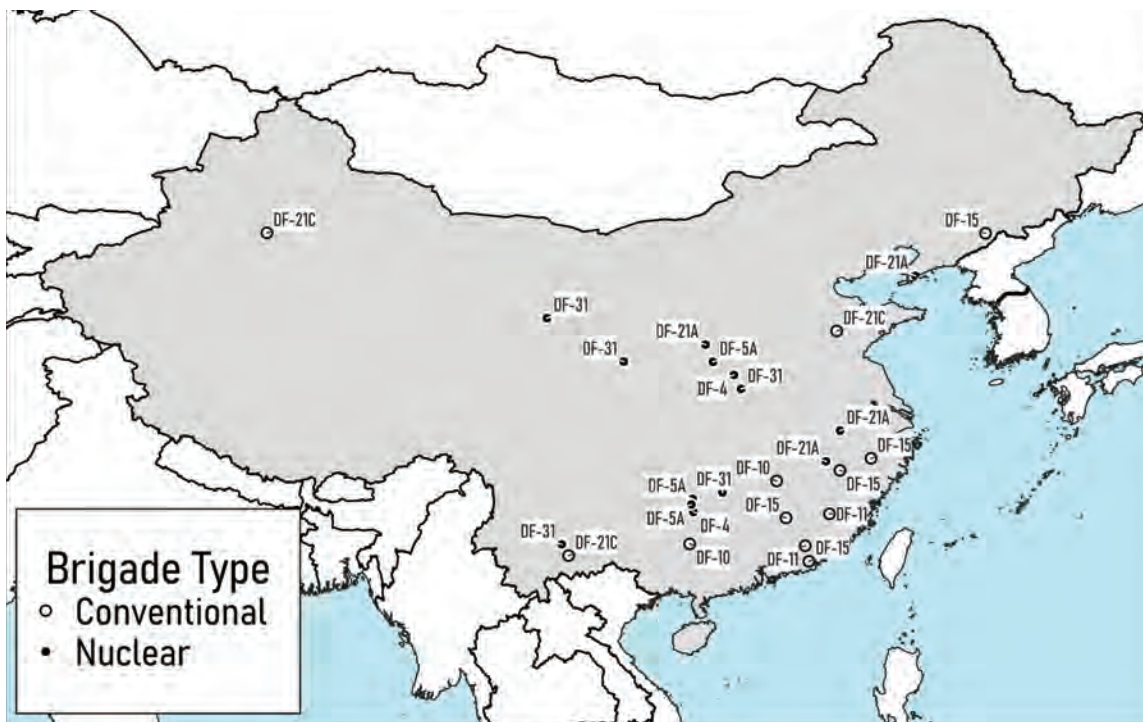 DF-21C
DF-15
DF-21A
DF-31
DF-21A
DF-21C
DF-31
DF-5A
DF-4
DF-31
DF-21A
DF-21A
DF-15
DF-10
DF-15
DF-5A
DF-31
DF-15
DF-11
DF-5A
DF-4
DF-31
DF-21C
DF-10
DF-11
DF-15
Brigade Type
Conventional
Nuclear